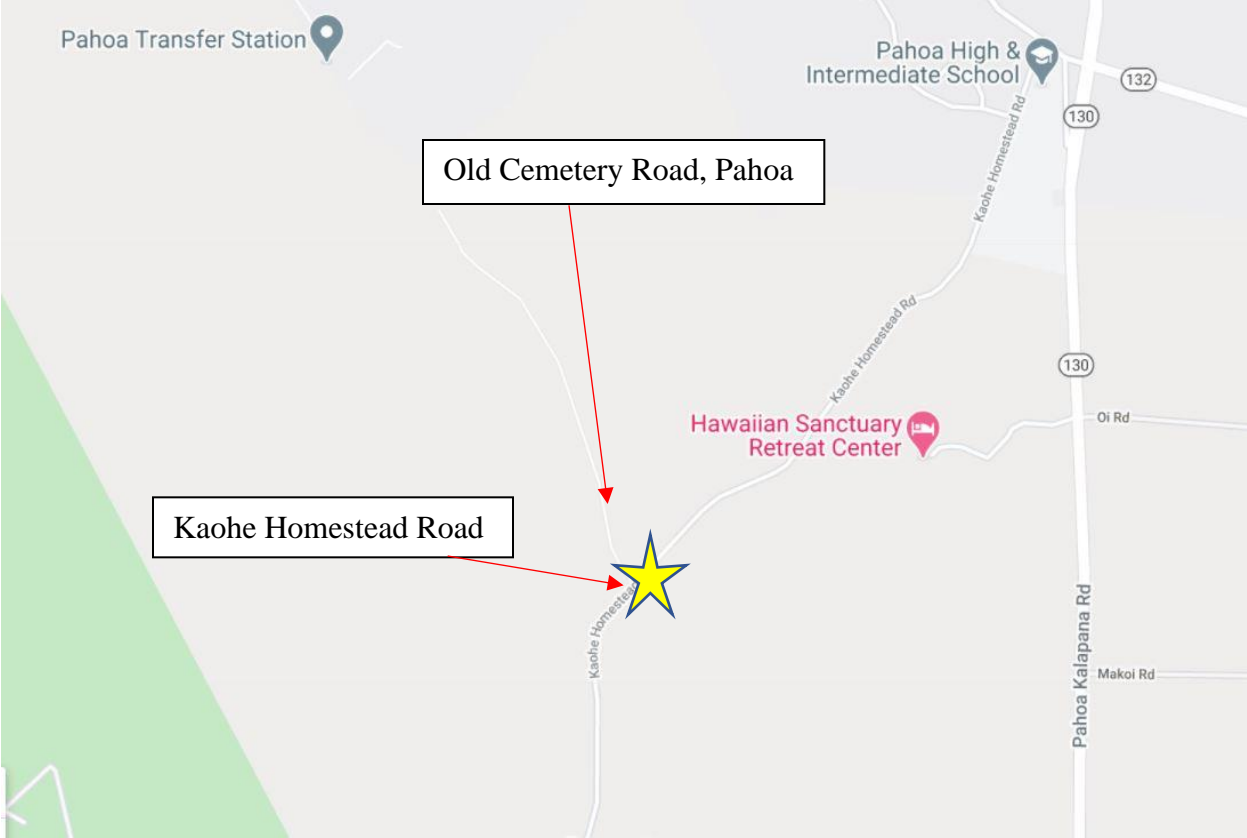 Pahoa Transfer Station
Pahoa High &
Intermediate School
132
130
Kaohe Homestead Rd
Old Cemetery Road, Pahoa
Kaohe Homestead Rd
130
Hawaiian Sanctuary
Retreat Center
Oi Rd
Kaohe Homestead Road
Kaohe Homestead
Pahoa Kalapana Rd
Makoi Rd